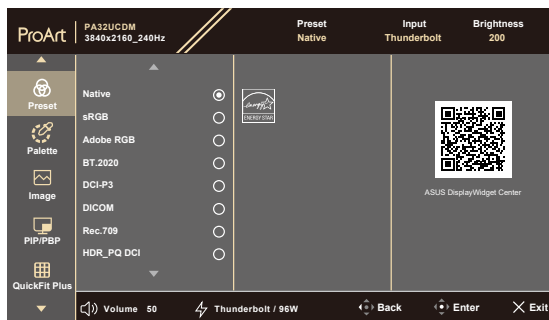 ProArt
PA32UCDM
3840x2160_240Hz
Preset
Native
Input
Thunderbolt
Brightness
200
Preset
Palette
Image
PIP/PBP
QuickFit Plus
Native
sRGB
Adobe RGB
BT.2020
DCI-P3
DICOM
Rec.709
HDR_PQ DCI
energy
ENERGY STAR
ASUS DisplayWidget Center
Volume 50
Thunderbolt / 96W
Back
Enter
Exit